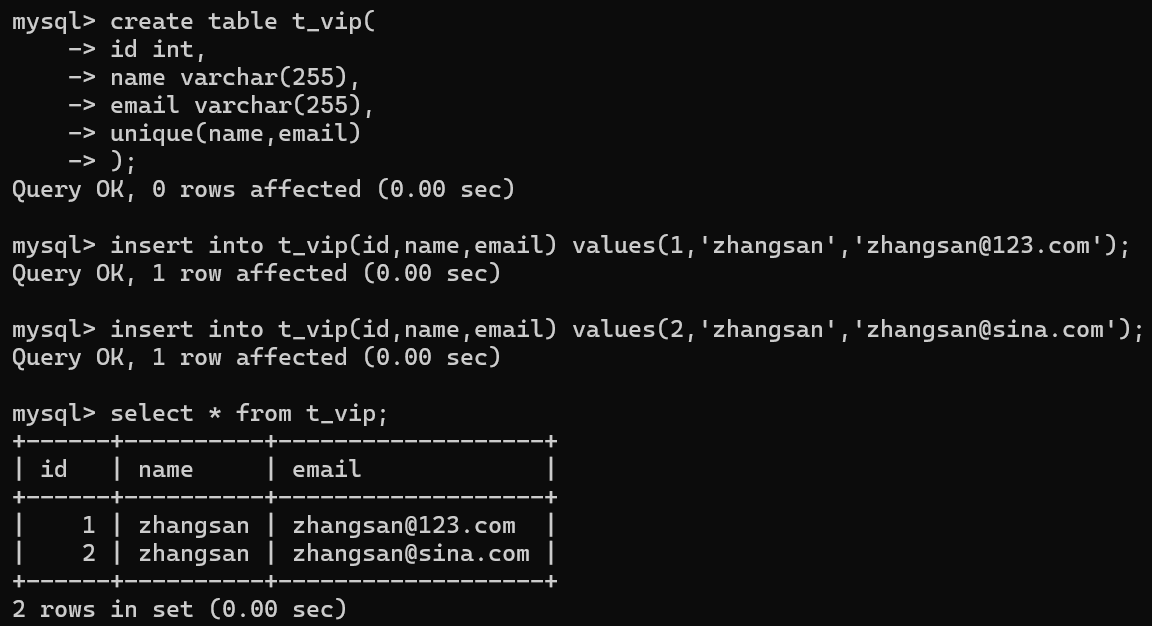 mysql> create table t_vip(
    -> id int,
    -> name varchar(255),
    -> email varchar(255),
    -> unique(name,email)
    -> );
Query OK, 0 rows affected (0.00 sec)

mysql> insert into t_vip(id,name,email) values(1,'zhangsan','zhangsan@123.com');
Query OK, 1 row affected (0.00 sec)

mysql> insert into t_vip(id,name,email) values(2,'zhangsan','zhangsan@sina.com');
Query OK, 1 row affected (0.00 sec)

mysql> select * from t_vip;
+------+----------+-------------------+
| id   | name     | email             |
+------+----------+-------------------+
|    1 | zhangsan | zhangsan@123.com  |
|    2 | zhangsan | zhangsan@sina.com |
+------+----------+-------------------+
2 rows in set (0.00 sec)